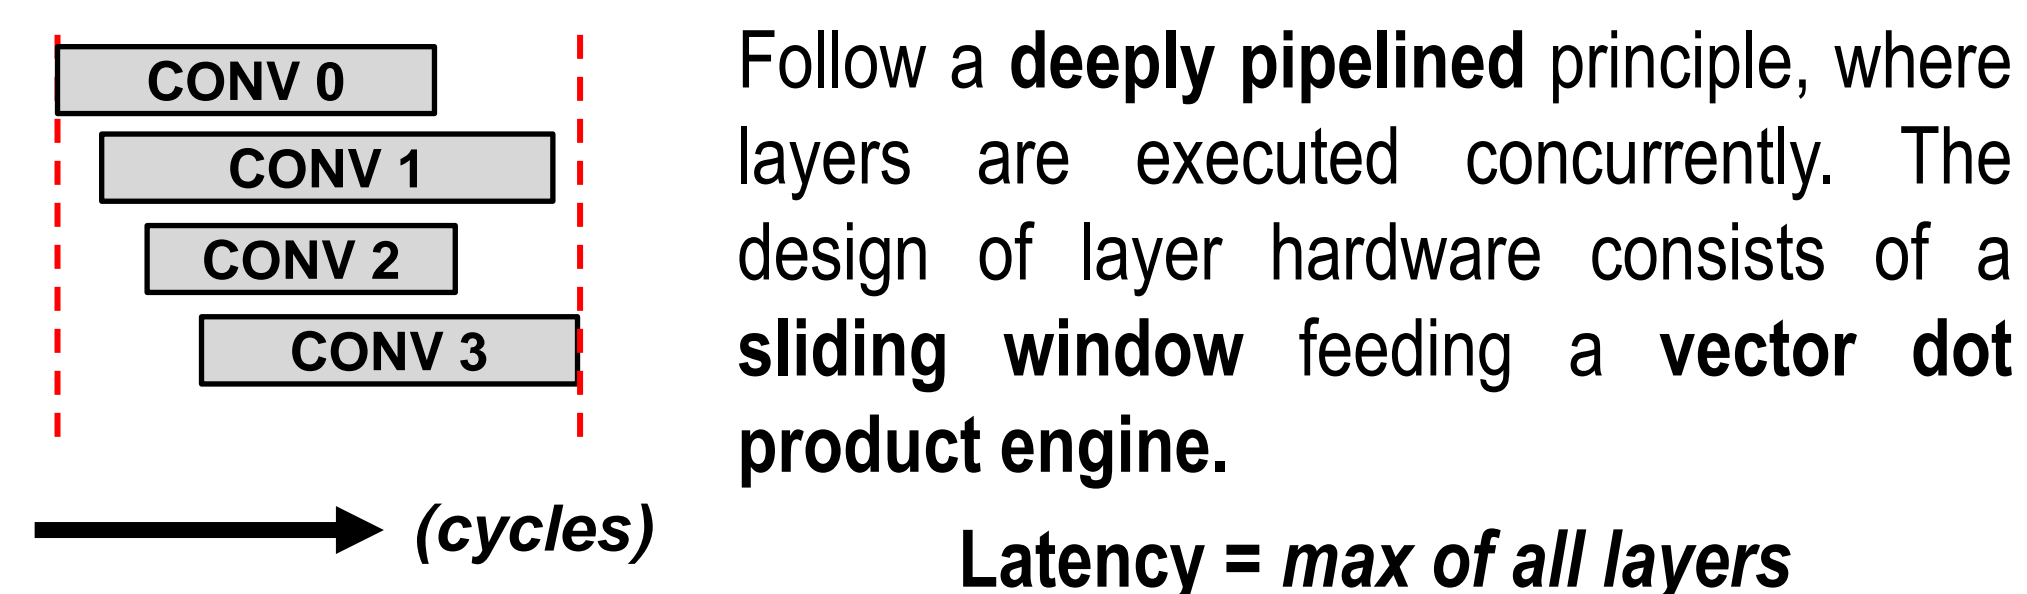 CONV 0
CONV 1
CONV 2
CONV 3
(cycles)
Follow a deeply pipelined principle, where
layers are executed concurrently. The
design of layer hardware consists of a
sliding window feeding a vector dot
product engine.
Latency = max of all layers